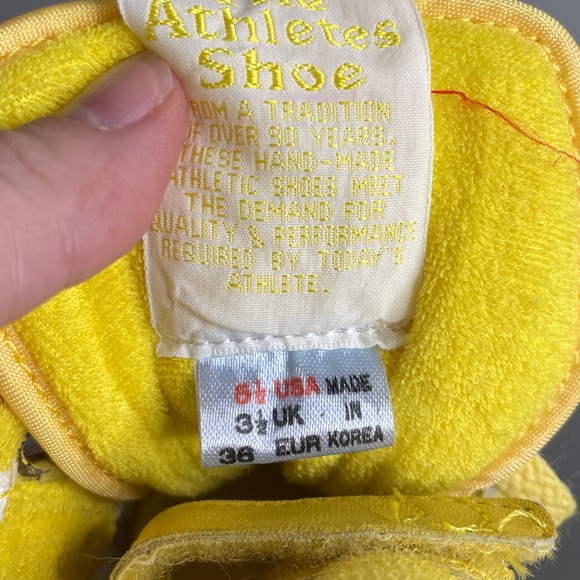 Athletes
Shoe
FROM A TRADITION
OF OVER 90 YEARS.
THESE HAND-MADE
ATHLETIC SHOES MEET
THE DEMAND FOR
QUALITY & PERFORMANCE
REQUIRED BY TODAY'S
ATHLETE.
6½ USA MADE
3½ UK IN
36 EUR KOREA